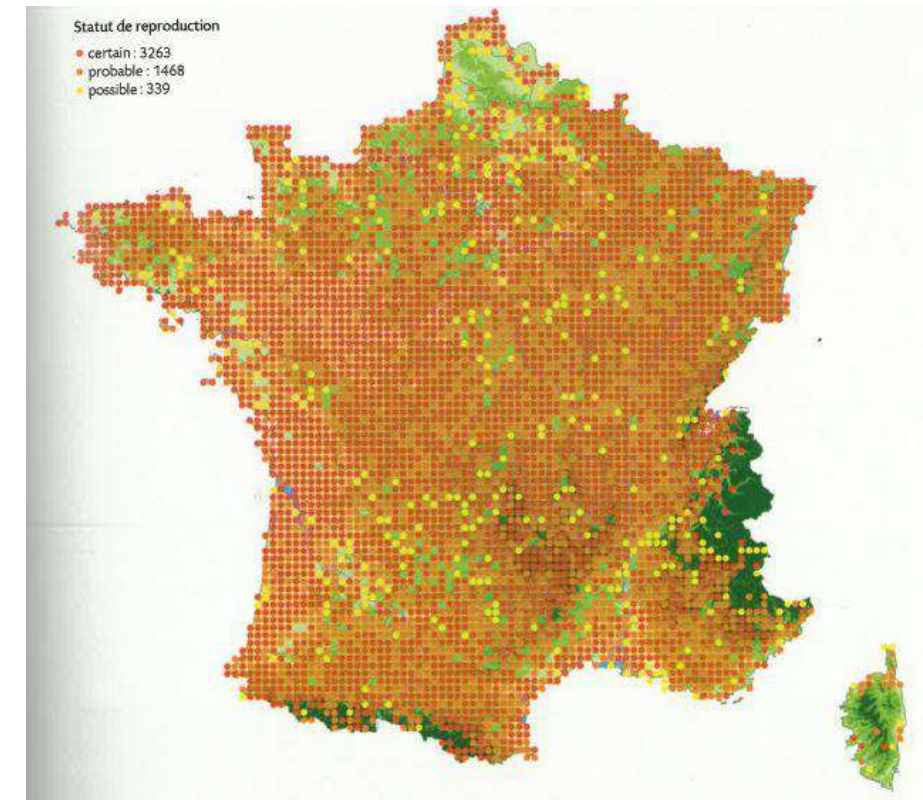 Statut de reproduction
certain : 3263
probable : 1468
possible : 339